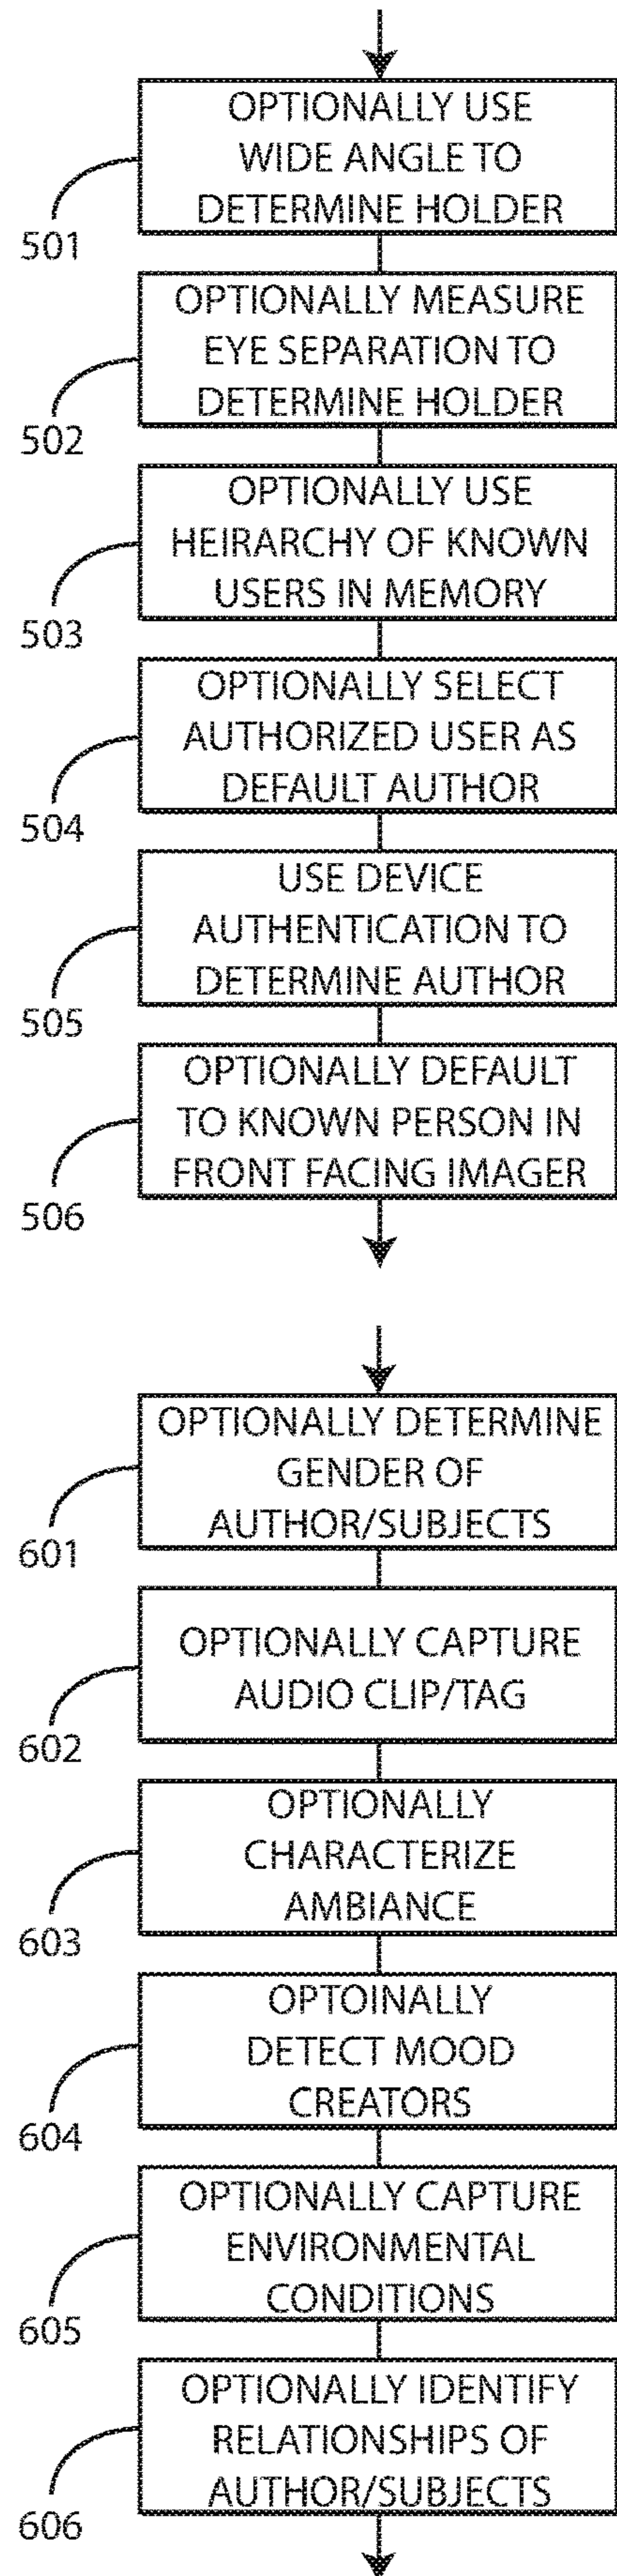 OPTIONALLY USE
WIDE ANGLE TO
DETERMINE HOLDER
501
OPTIONALLY MEASURE
EYE SEPARATION TO
DETERMINE HOLDER
502
OPTIONALLY USE
HEIRARCHY OF KNOWN
USERS IN MEMORY
503
OPTIONALLY SELECT
AUTHORIZED USER AS
DEFAULT AUTHOR
504
USE DEVICE
AUTHENTICATION TO
DETERMINE AUTHOR
505
OPTIONALLY DEFAULT
TO KNOWN PERSON IN
FRONT FACING IMAGER
506
OPTIONALLY DETERMINE
GENDER OF
AUTHOR/SUBJECTS
601
OPTIONALLY CAPTURE
AUDIO CLIP/TAG
602
OPTIONALLY
CHARACTERIZE
AMBIANCE
603
OPTOINALLY
DETECT MOOD
CREATORS
604
OPTIONALLY CAPTURE
ENVIRONMENTAL
CONDITIONS
605
OPTIONALLY IDENTIFY
RELATIONSHIPS OF
AUTHOR/SUBJECTS
606